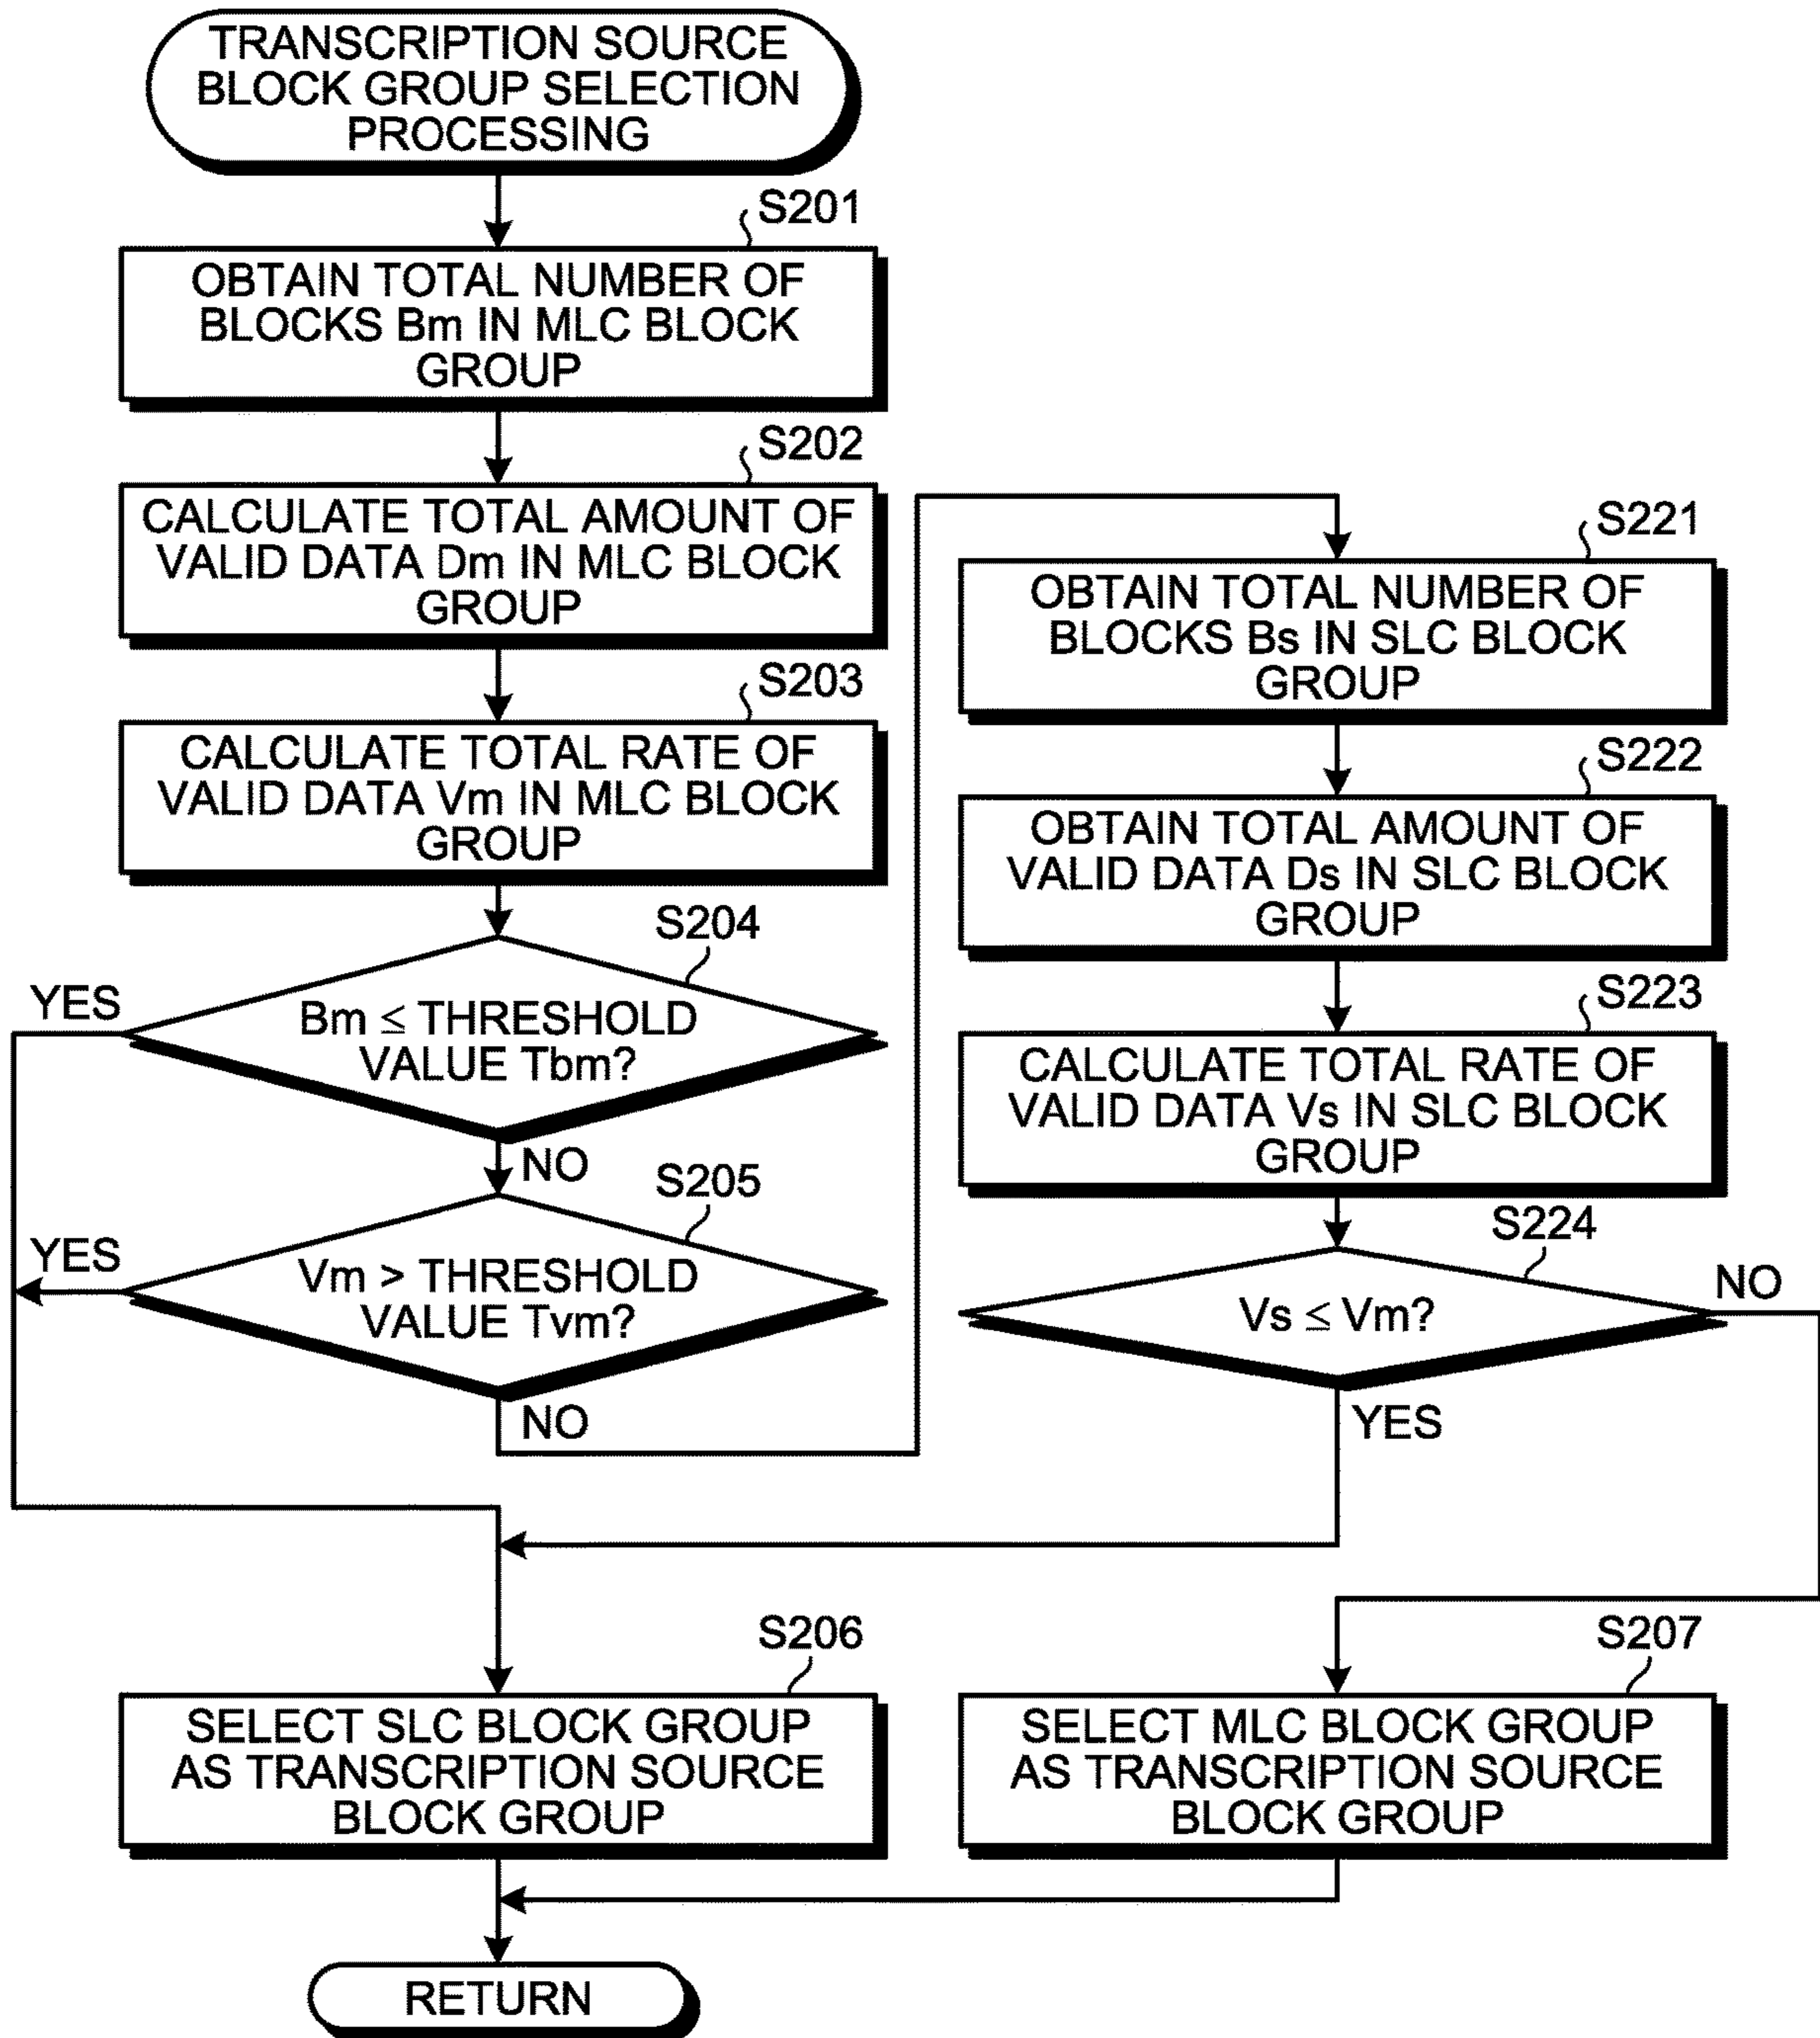 TRANSCRIPTION SOURCE
BLOCK GROUP SELECTION
PROCESSING
S201
OBTAIN TOTAL NUMBER OF
BLOCKS Bm IN MLC BLOCK
GROUP
S202
CALCULATE TOTAL AMOUNT OF
VALID DATA Dm IN MLC BLOCK
GROUP
S203
CALCULATE TOTAL RATE OF
VALID DATA Vm IN MLC BLOCK
GROUP
S204
YES
Bm ≤ THRESHOLD
VALUE Tbm?
NO
S205
YES
Vm > THRESHOLD
VALUE Tvm?
NO
S221
OBTAIN TOTAL NUMBER OF
BLOCKS Bs IN SLC BLOCK
GROUP
S222
OBTAIN TOTAL AMOUNT OF
VALID DATA Ds IN SLC BLOCK
GROUP
S223
CALCULATE TOTAL RATE OF
VALID DATA Vs IN SLC BLOCK
GROUP
S224
NO
Vs ≤ Vm?
YES
S206
SELECT SLC BLOCK GROUP
AS TRANSCRIPTION SOURCE
BLOCK GROUP
S207
SELECT MLC BLOCK GROUP
AS TRANSCRIPTION SOURCE
BLOCK GROUP
RETURN